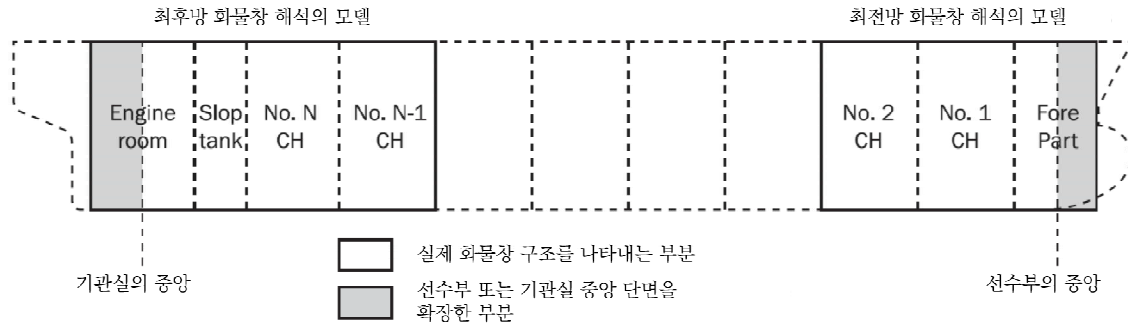 최후방 화물창 해석의 모델
최전방 화물창 해석의 모델
Engine
room
Slop
tank
No. N
CH
No. N-1
CH
No. 2
CH
No. 1
CH
Fore
Part
기관실의 중앙
실제 화물창 구조를 나타내는 부분
선수부 또는 기관실 중앙 단면을
확장한 부분
선수부의 중앙